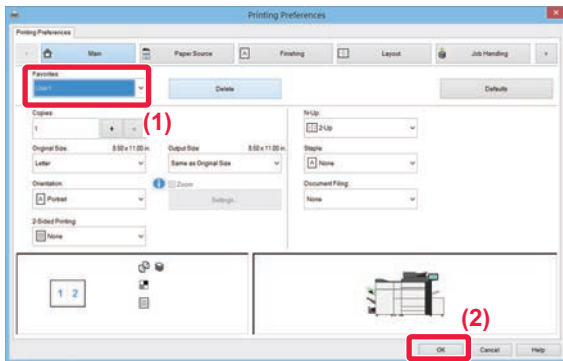 Printing Preferences
Printing Preferences
Main Paper Source Finishing Layout Job Handling
Favorites:
User1 Delete Defaults
(1)
Copies: N-Up:
1 + - 2-Up
Original Size: 8.50 x 11.00 in. Output Size: 8.50 x 11.00 in. Staple:
Letter Same as Original Size None
Orientation: Zoom Document Filing:
Portrait Settings... None
2-Sided Printing:
None
1 2
(2)
OK Cancel Help